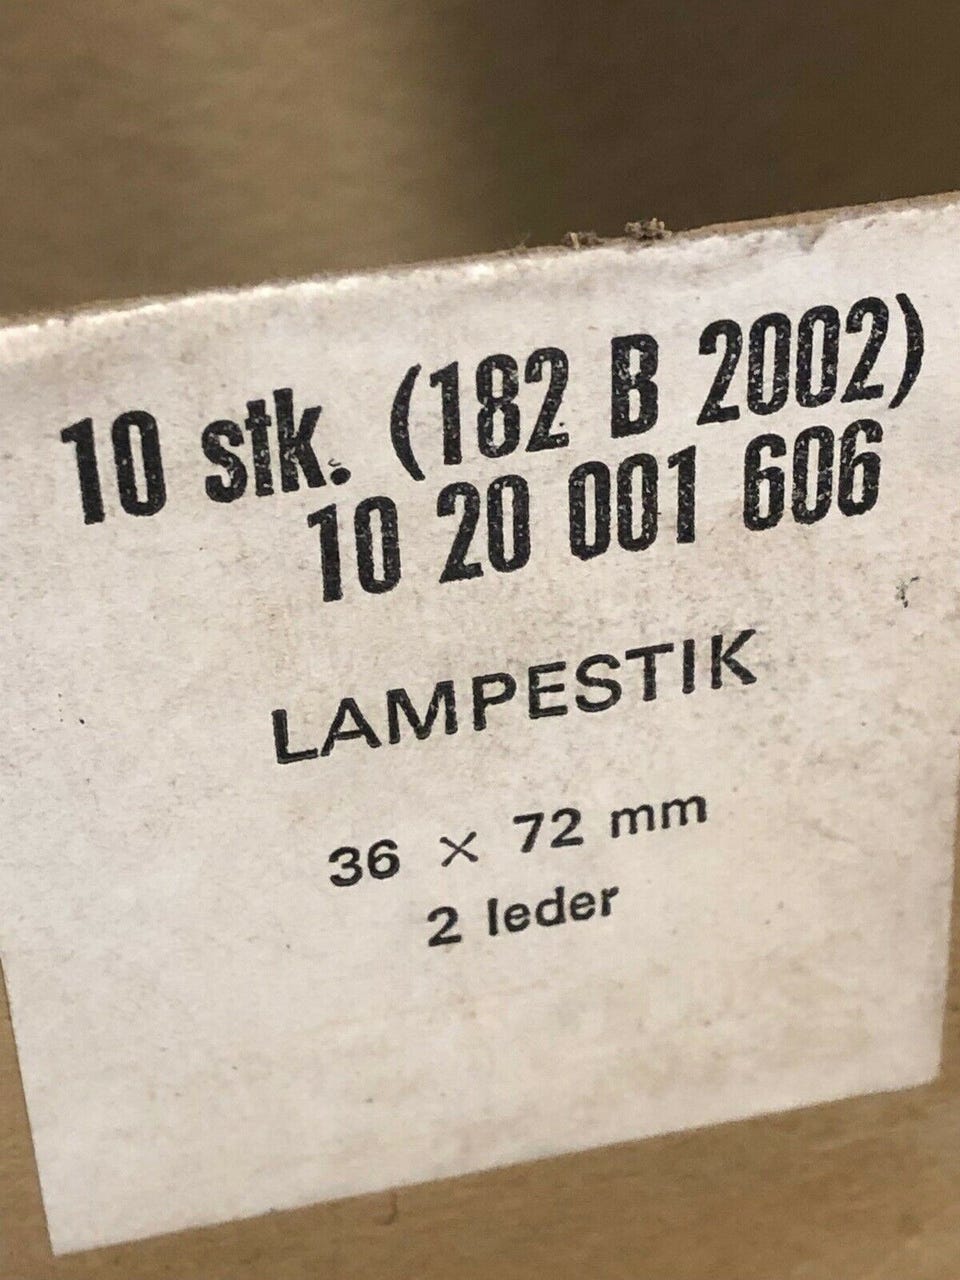 10 stk. (182 B 2002)
10 20 001 606
LAMPESTIK
36 × 72 mm
2 leder